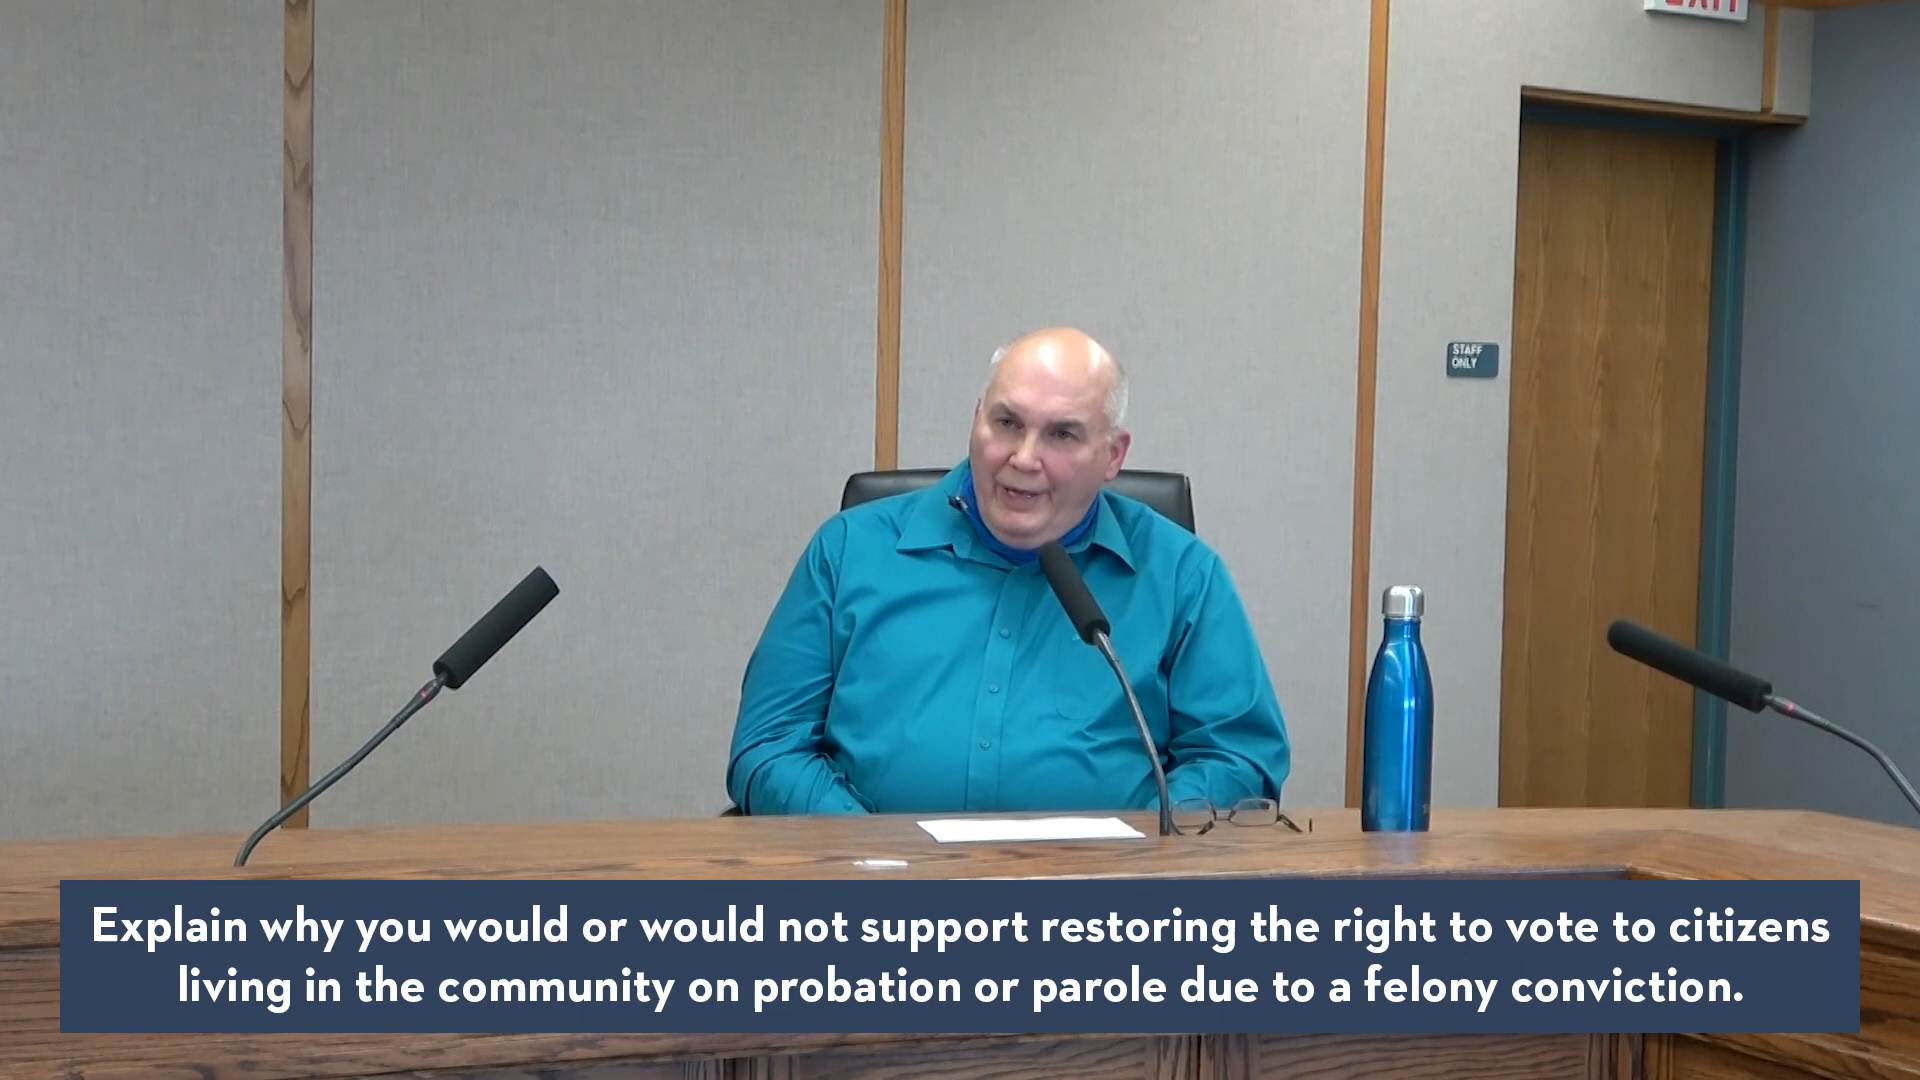 EXIT
STAFF
ONLY
Explain why you would or would not support restoring the right to vote to citizens
living in the community on probation or parole due to a felony conviction.